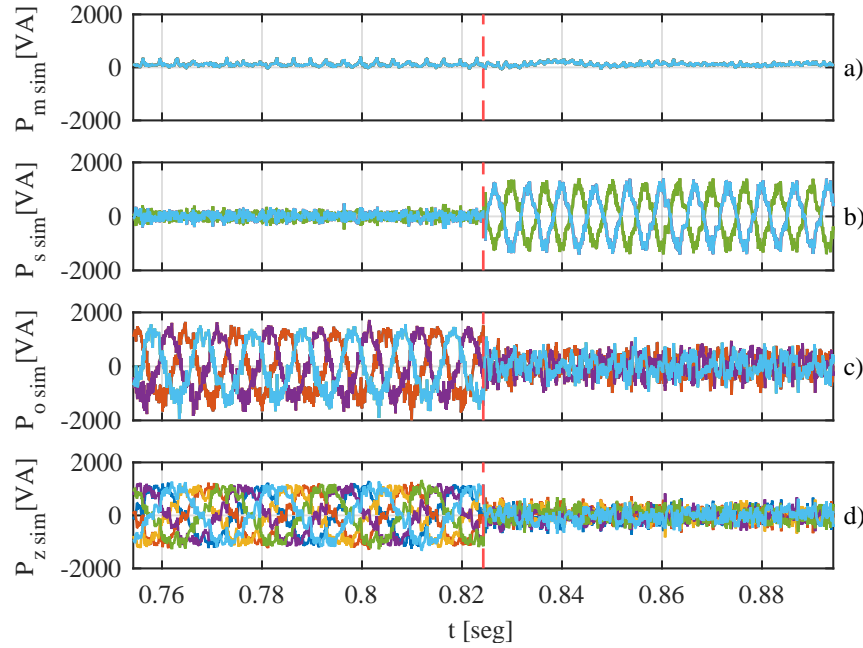 P_m sim [VA]
2000
0
-2000
a)
P_s sim [VA]
2000
0
-2000
b)
P_o sim [VA]
2000
0
-2000
c)
P_z sim [VA]
2000
0
-2000
d)
0.76 0.78 0.8 0.82 0.84 0.86 0.88
t [seg]